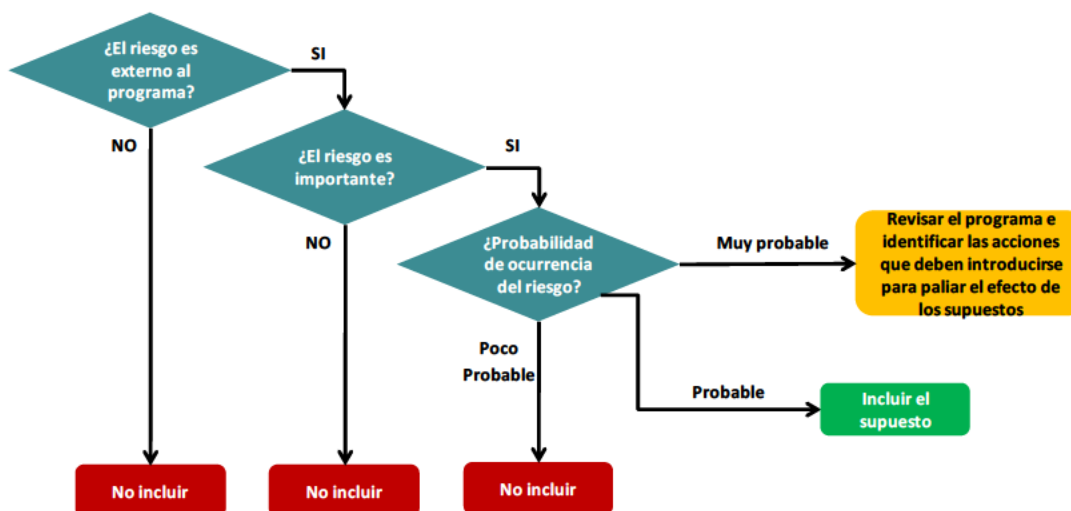 ¿El riesgo es
externo al
programa?
SI
NO
¿El riesgo es
importante?
SI
NO
¿Probabilidad
de ocurrencia
del riesgo?
Muy probable
Revisar el programa e
identificar las acciones
que deben introducirse
para paliar el efecto de
los supuestos
Poco
Probable
Probable
Incluir el
supuesto
No incluir
No incluir
No incluir